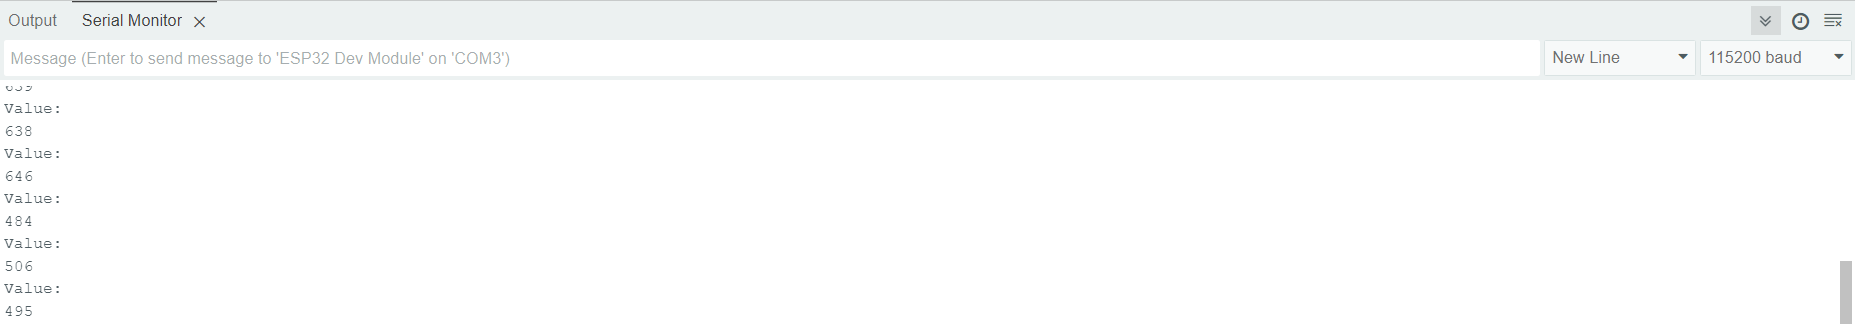 Output Serial Monitor
Message (Enter to send message to 'ESP32 Dev Module' on 'COM3') New Line 115200 baud
639
Value:
638
Value:
646
Value:
484
Value:
506
Value:
495